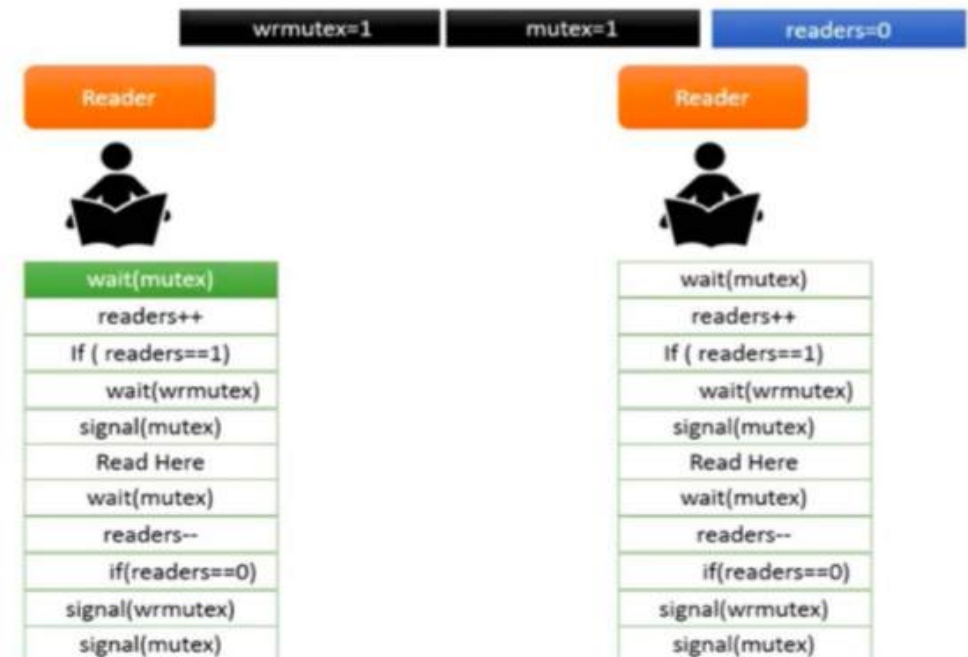 wrmutex=1 mutex=1 readers=0
Reader Reader
wait(mutex) wait(mutex)
readers++ readers++
If ( readers==1) If ( readers==1)
wait(wrmutex) wait(wrmutex)
signal(mutex) signal(mutex)
Read Here Read Here
wait(mutex) wait(mutex)
readers-- readers--
if(readers==0) if(readers==0)
signal(wrmutex) signal(wrmutex)
signal(mutex) signal(mutex)